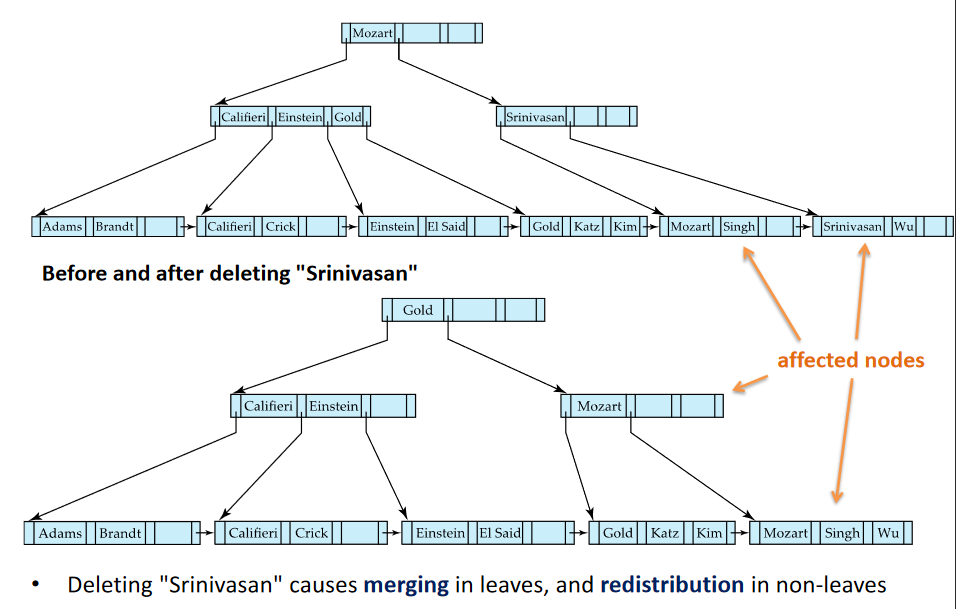 Mozart
Califieri Einstein Gold
Srinivasan
Adams Brandt
Califieri Crick
Einstein El Said
Gold Katz Kim
Mozart Singh
Srinivasan Wu
Before and after deleting "Srinivasan"
Gold
affected nodes
Califieri Einstein
Mozart
Adams Brandt
Califieri Crick
Einstein El Said
Gold Katz Kim
Mozart Singh Wu
• Deleting "Srinivasan" causes merging in leaves, and redistribution in non-leaves